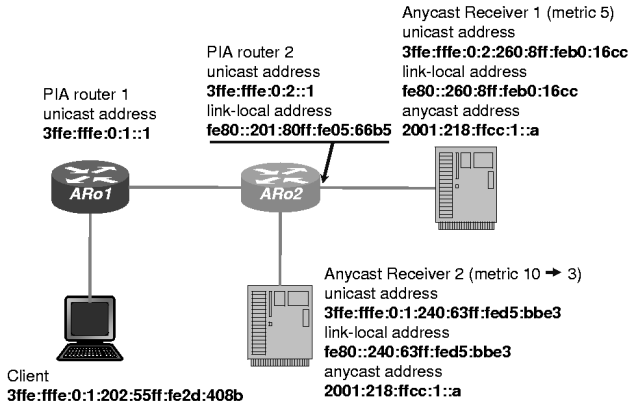 Anycast Receiver 1 (metric 5)
unicast address
3ffe:fffe:0:2:260:8ff:feb0:16cc
link-local address
fe80::260:8ff:feb0:16cc
anycast address
2001:218:ffcc:1::a
PIA router 2
unicast address
3ffe:fffe:0:2::1
link-local address
fe80::201:80ff:fe05:66b5
PIA router 1
unicast address
3ffe:fffe:0:1::1
ARo1
ARo2
Anycast Receiver 2 (metric 10 → 3)
unicast address
3ffe:fffe:0:1:240:63ff:fed5:bbe3
link-local address
fe80::240:63ff:fed5:bbe3
anycast address
2001:218:ffcc:1::a
Client
3ffe:fffe:0:1:202:55ff:fe2d:408b